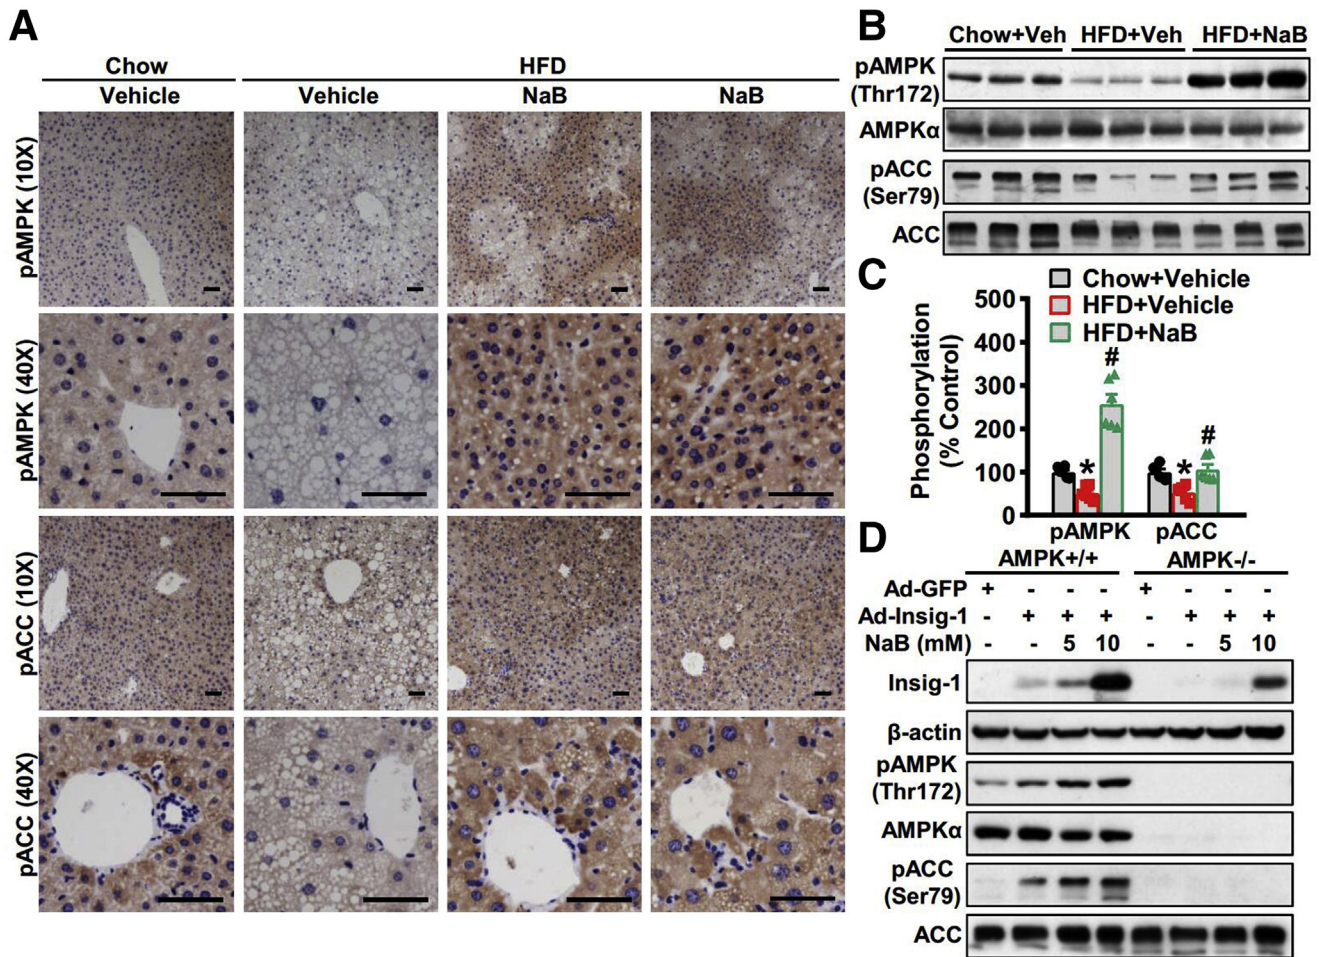 A
Chow
HFD
Vehicle
Vehicle
NaB
NaB
pAMPK (10X)
pAMPK (40X)
pACC (10X)
pACC (40X)
B
Chow+Veh
HFD+Veh
HFD+NaB
pAMPK
(Thr172)
AMPKα
pACC
(Ser79)
ACC
C
Chow+Vehicle
HFD+Vehicle
HFD+NaB
Phosphorylation
(% Control)
500
400
300
200
100
0
* # * #
pAMPK pACC
D
AMPK+/+ AMPK-/-
Ad-GFP + - - - + - - -
Ad-Insig-1 - + + + - + + +
NaB (mM) - - 5 10 - - 5 10
Insig-1
β-actin
pAMPK
(Thr172)
AMPKα
pACC
(Ser79)
ACC